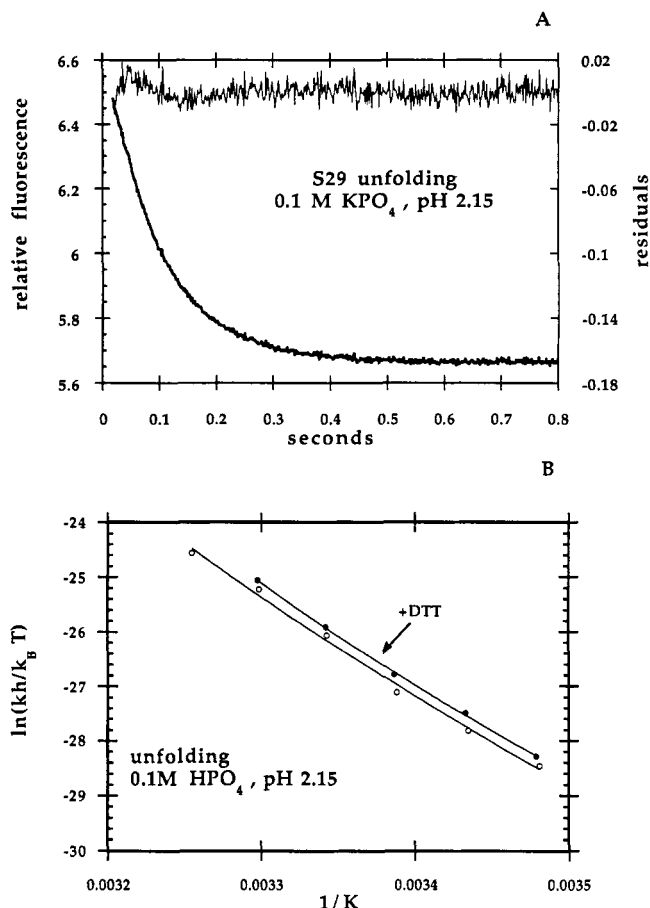 A
6.6
6.4
6.2
6
5.8
5.6
relative fluorescence
0.02
-0.02
-0.06
-0.1
-0.14
-0.18
residuals
S29 unfolding
0.1 M KPO4 , pH 2.15
0 0.1 0.2 0.3 0.4 0.5 0.6 0.7 0.8
seconds
B
-24
-25
-26
-27
-28
-29
-30
ln(kh/kB T)
+DTT
unfolding
0.1M HPO4 , pH 2.15
0.0032 0.0033 0.0034 0.0035
1/K